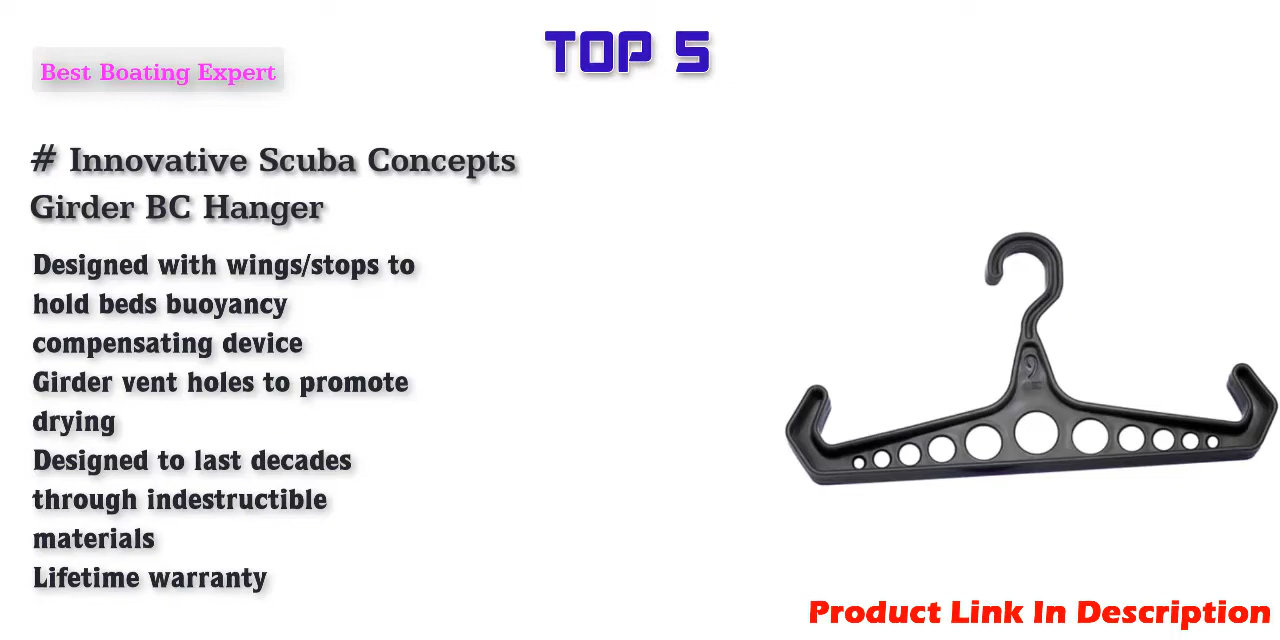 TOP 5
Best Boating Expert
# Innovative Scuba Concepts
Girder BC Hanger
Designed with wings/stops to
hold beds buoyancy
compensating device
Girder vent holes to promote
drying
Designed to last decades
through indestructible
materials
Lifetime warranty
Product Link In Description